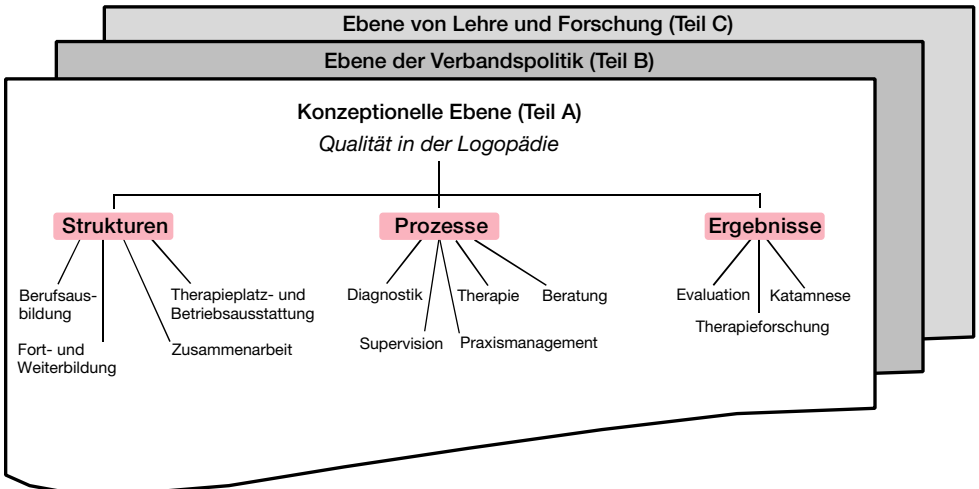 Ebene von Lehre und Forschung (Teil C)
Ebene der Verbandspolitik (Teil B)
Konzeptionelle Ebene (Teil A)
Qualität in der Logopädie
Strukturen
Prozesse
Ergebnisse
Berufsaus-
bildung
Therapieplatz- und
Betriebsausstattung
Fort- und
Weiterbildung
Zusammenarbeit
Diagnostik
Therapie
Beratung
Supervision
Praxismanagement
Evaluation
Katamnese
Therapieforschung